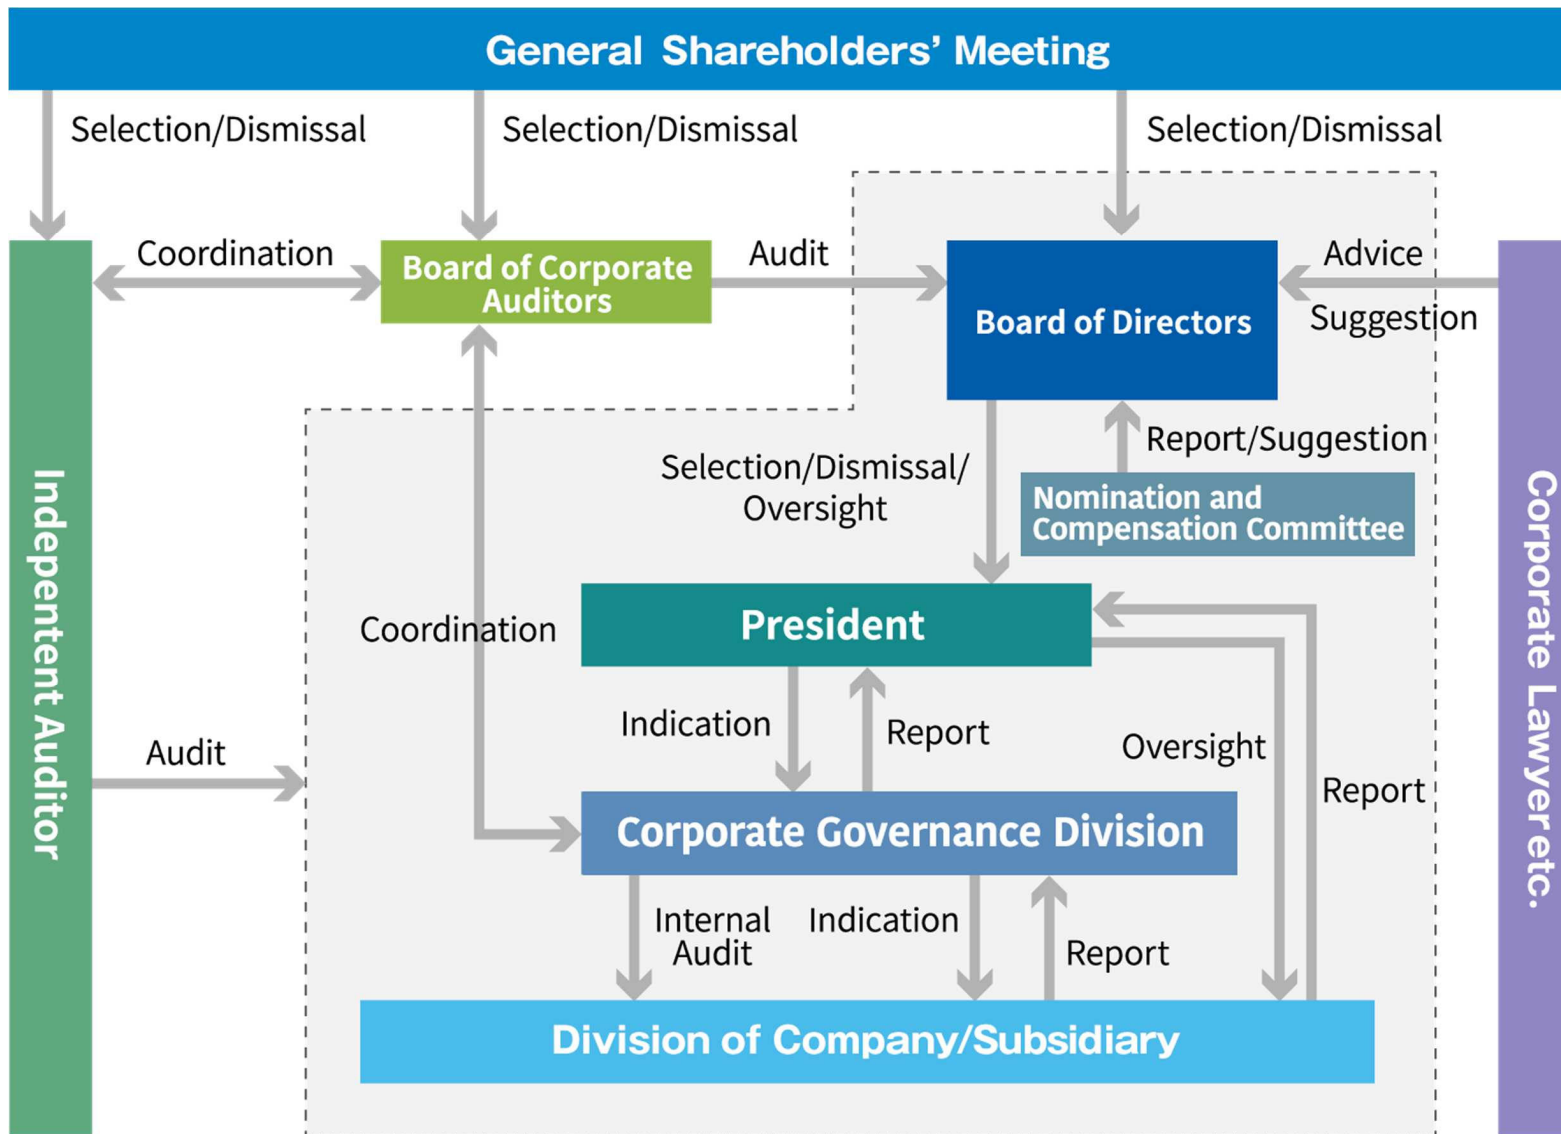 General Shareholders’ Meeting
Selection/Dismissal
Selection/Dismissal
Selection/Dismissal
Coordination
Board of Corporate
Auditors
Audit
Board of Directors
Advice
Suggestion
Report/Suggestion
Selection/Dismissal/
Oversight
Nomination and
Compensation Committee
Indepentent Auditor
Corporate Lawyer etc.
President
Coordination
Indication
Report
Oversight
Audit
Report
Corporate Governance Division
Internal
Audit
Indication
Report
Division of Company/Subsidiary